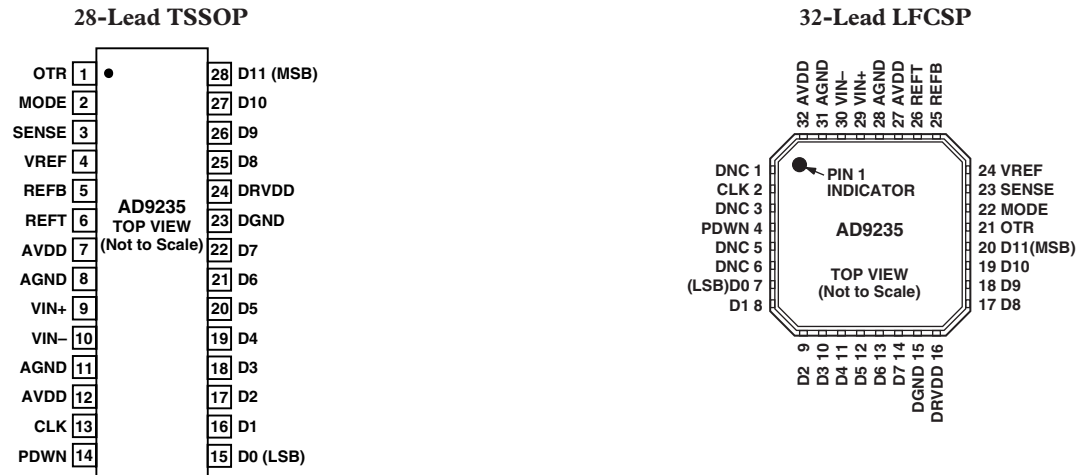 28-Lead TSSOP
OTR 1
MODE 2
SENSE 3
VREF 4
REFB 5
REFT 6
AVDD 7
AGND 8
VIN+ 9
VIN– 10
AGND 11
AVDD 12
CLK 13
PDWN 14
AD9235
TOP VIEW
(Not to Scale)
28 D11 (MSB)
27 D10
26 D9
25 D8
24 DRVDD
23 DGND
22 D7
21 D6
20 D5
19 D4
18 D3
17 D2
16 D1
15 D0 (LSB)
32-Lead LFCSP
32 AVDD
31 AGND
30 VIN–
29 VIN+
28 AGND
27 AVDD
26 REFT
25 REFB
DNC 1
CLK 2
DNC 3
PDWN 4
DNC 5
DNC 6
(LSB)D0 7
D1 8
PIN 1
INDICATOR
AD9235
TOP VIEW
(Not to Scale)
24 VREF
23 SENSE
22 MODE
21 OTR
20 D11(MSB)
19 D10
18 D9
17 D8
D2 9
D3 10
D4 11
D5 12
D6 13
D7 14
DGND 15
DRVDD 16